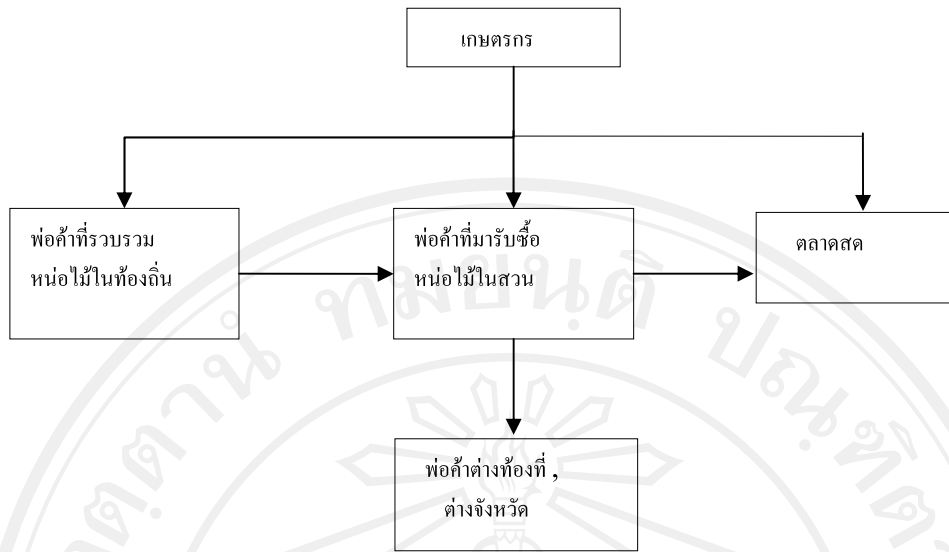 เกษตรกร
พ่อค้าที่รวบรวม
หน่อไม้ในท้องถิ่น
พ่อค้าที่มารับซื้อ
หน่อไม้ในสวน
ตลาดสด
พ่อค้าต่างท้องที่ ,
ต่างจังหวัด